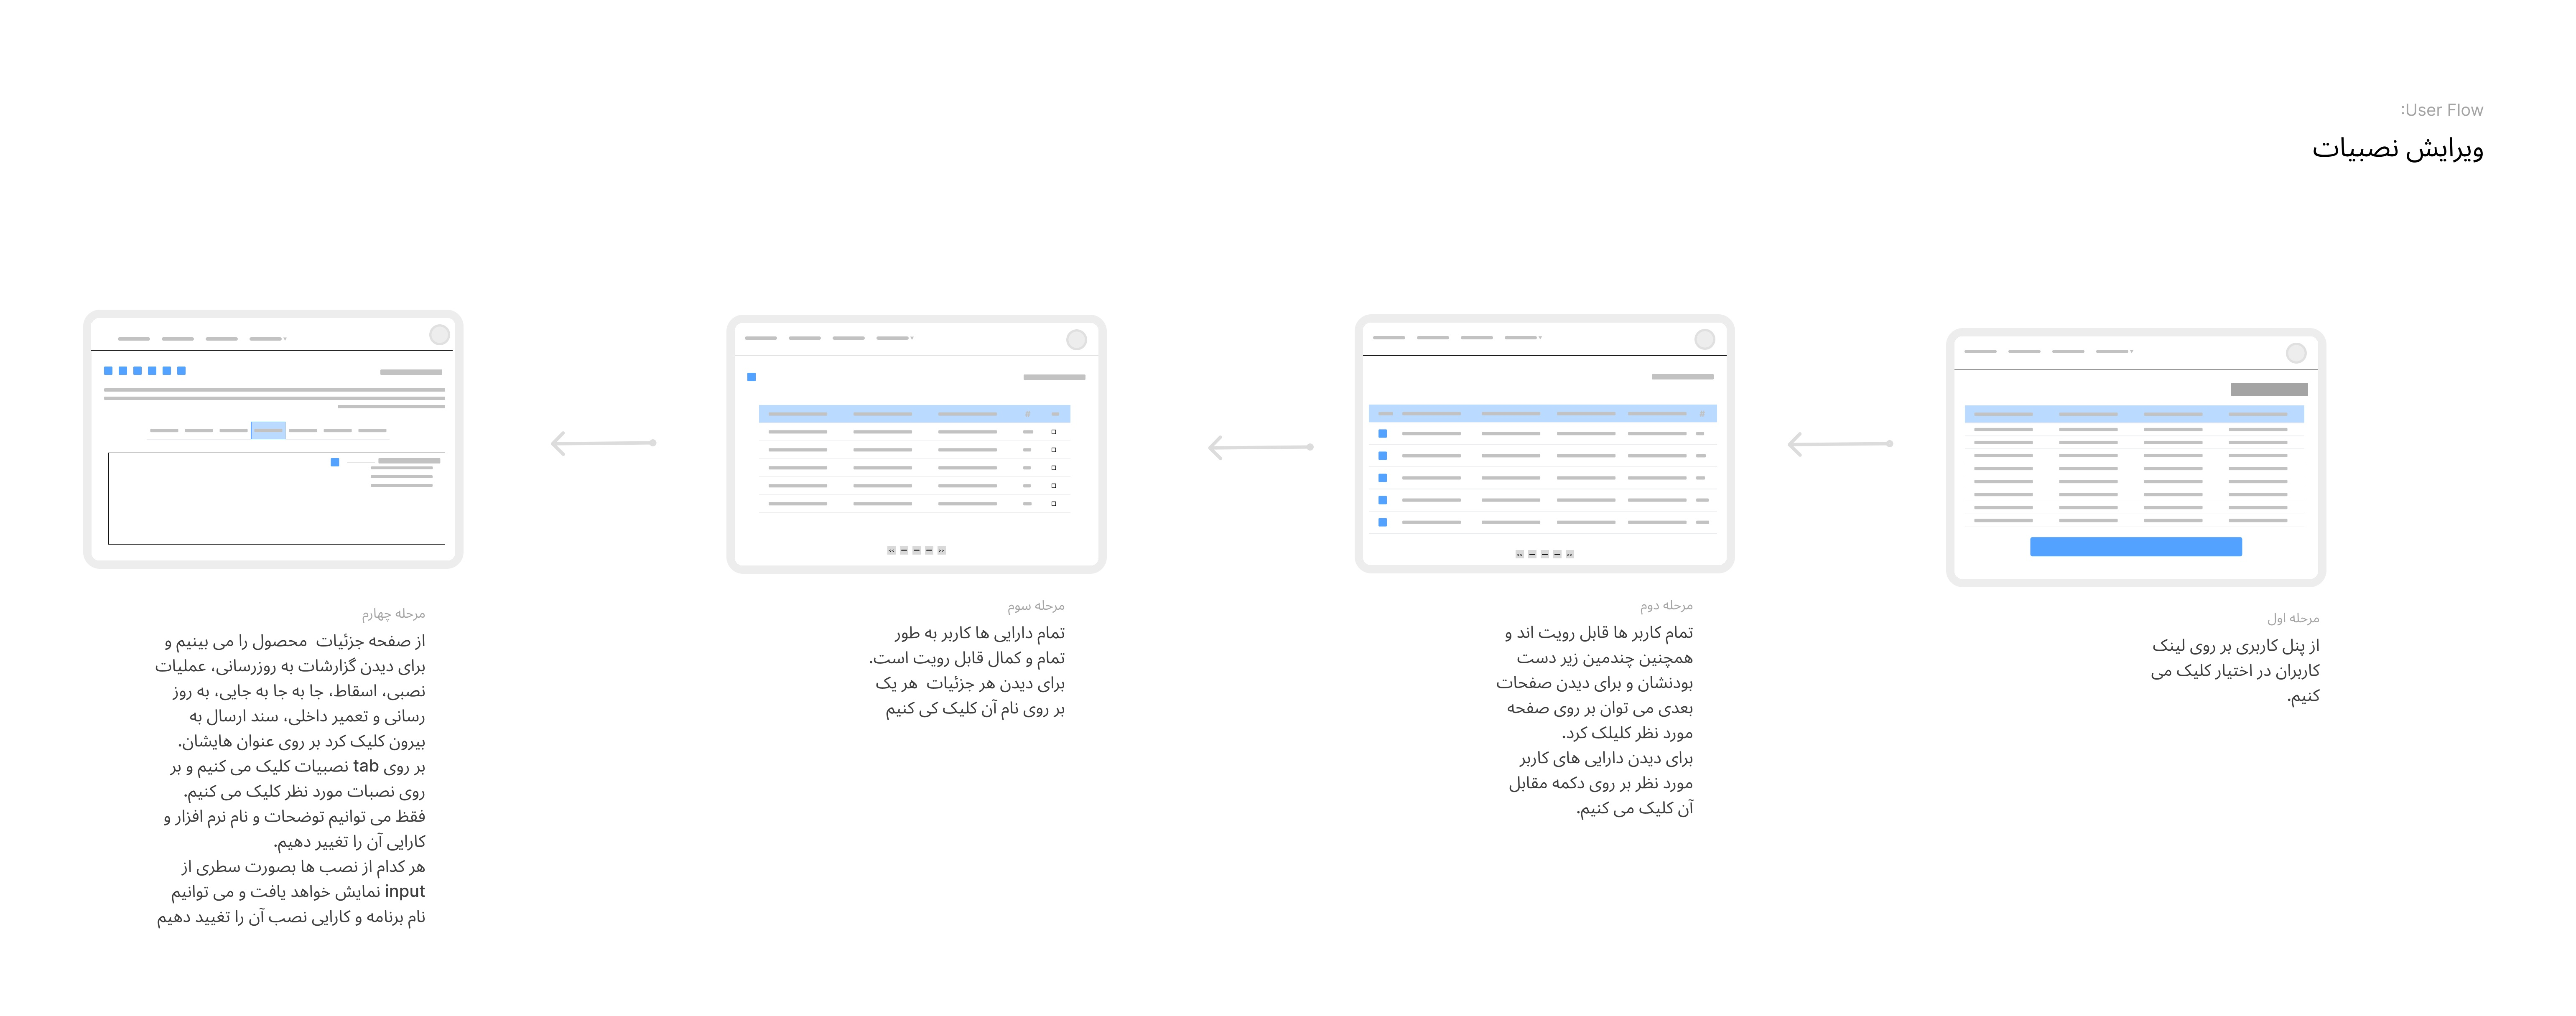 User Flow:
ویرایش نصبیات
مرحله اول
از پنل کاربری بر روی لینک
کاربران در اختیار کلیک می
کنیم.
مرحله دوم
تمام کاربر ها قابل رویت اند و
همچنین چندمین زیر دست
بودنشان و برای دیدن صفحات
بعدی می توان بر روی صفحه
مورد نظر کلیلک کرد.
برای دیدن دارایی های کاربر
مورد نظر بر روی دکمه مقابل
آن کلیک می کنیم.
مرحله سوم
تمام دارایی ها کاربر به طور
تمام و کمال قابل رویت است.
برای دیدن هر جزئیات هر یک
بر روی نام آن کلیک کی کنیم
مرحله چهارم
از صفحه جزئیات محصول را می بینیم و
برای دیدن گزارشات به روزرسانی، عملیات
نصبی، اسقاط، جا به جا به جایی، به روز
رسانی و تعمیر داخلی، سند ارسال به
بیرون کلیک کرد بر روی عنوان هایشان.
بر روی tab نصبیات کلیک می کنیم و بر
روی نصبات مورد نظر کلیک می کنیم.
فقظ می توانیم توضحات و نام نرم افزار و
کارایی آن را تغییر دهیم.
هر کدام از نصب ها بصورت سطری از
input نمایش خواهد یافت و می توانیم
نام برنامه و کارایی نصب آن را تغیید دهیم